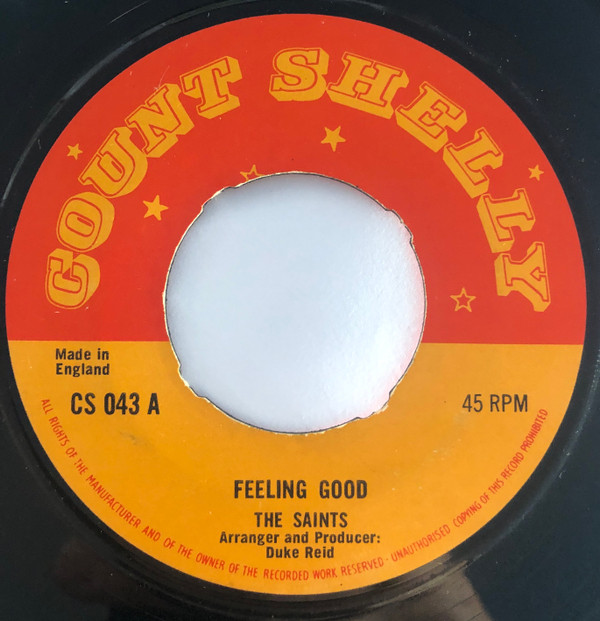 COUNT SHELLY
Made in
England
CS 043 A
45 RPM
FEELING GOOD
THE SAINTS
Arranger and Producer:
Duke Reid
ALL RIGHTS OF THE MANUFACTURER AND OF THE OWNER OF THE RECORDED WORK RESERVED - UNAUTHORISED COPYING OF THIS RECORD PROHIBITED